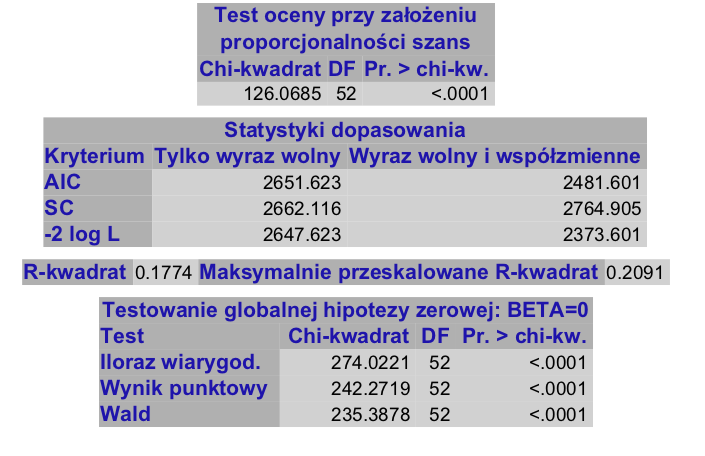 Test oceny przy założeniu
proporcjonalności szans
Chi-kwadrat DF Pr. > chi-kw.
126.0685 52 <.0001
Statystyki dopasowania
Kryterium Tylko wyraz wolny Wyraz wolny i współzmienne
AIC 2651.623 2481.601
SC 2662.116 2764.905
-2 log L 2647.623 2373.601
R-kwadrat 0.1774 Maksymalnie przeskalowane R-kwadrat 0.2091
Testowanie globalnej hipotezy zerowej: BETA=0
Test Chi-kwadrat DF Pr. > chi-kw.
Iloraz wiarygod. 274.0221 52 <.0001
Wynik punktowy 242.2719 52 <.0001
Wald 235.3878 52 <.0001